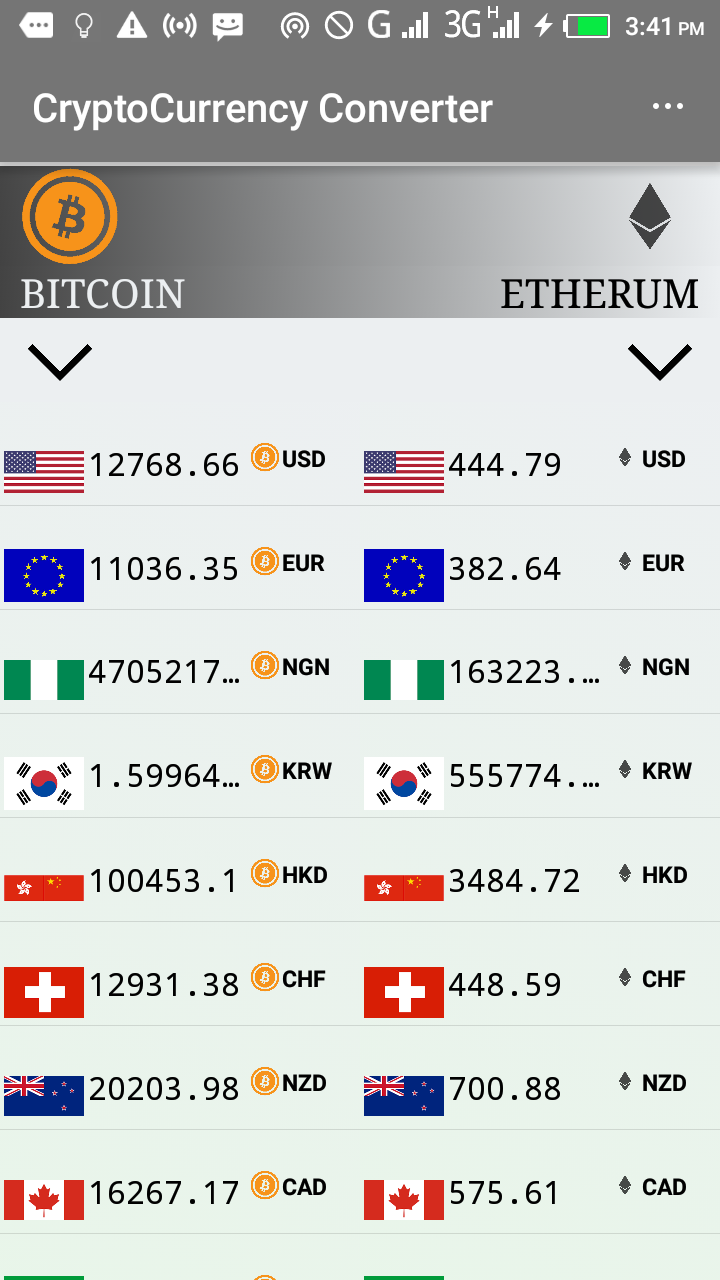 G 3G H 3:41 PM
CryptoCurrency Converter
BITCOIN ETHERUM
12768.66 USD 444.79 USD
11036.35 EUR 382.64 EUR
4705217... NGN 163223.... NGN
1.59964... KRW 555774.... KRW
100453.1 HKD 3484.72 HKD
12931.38 CHF 448.59 CHF
20203.98 NZD 700.88 NZD
16267.17 CAD 575.61 CAD